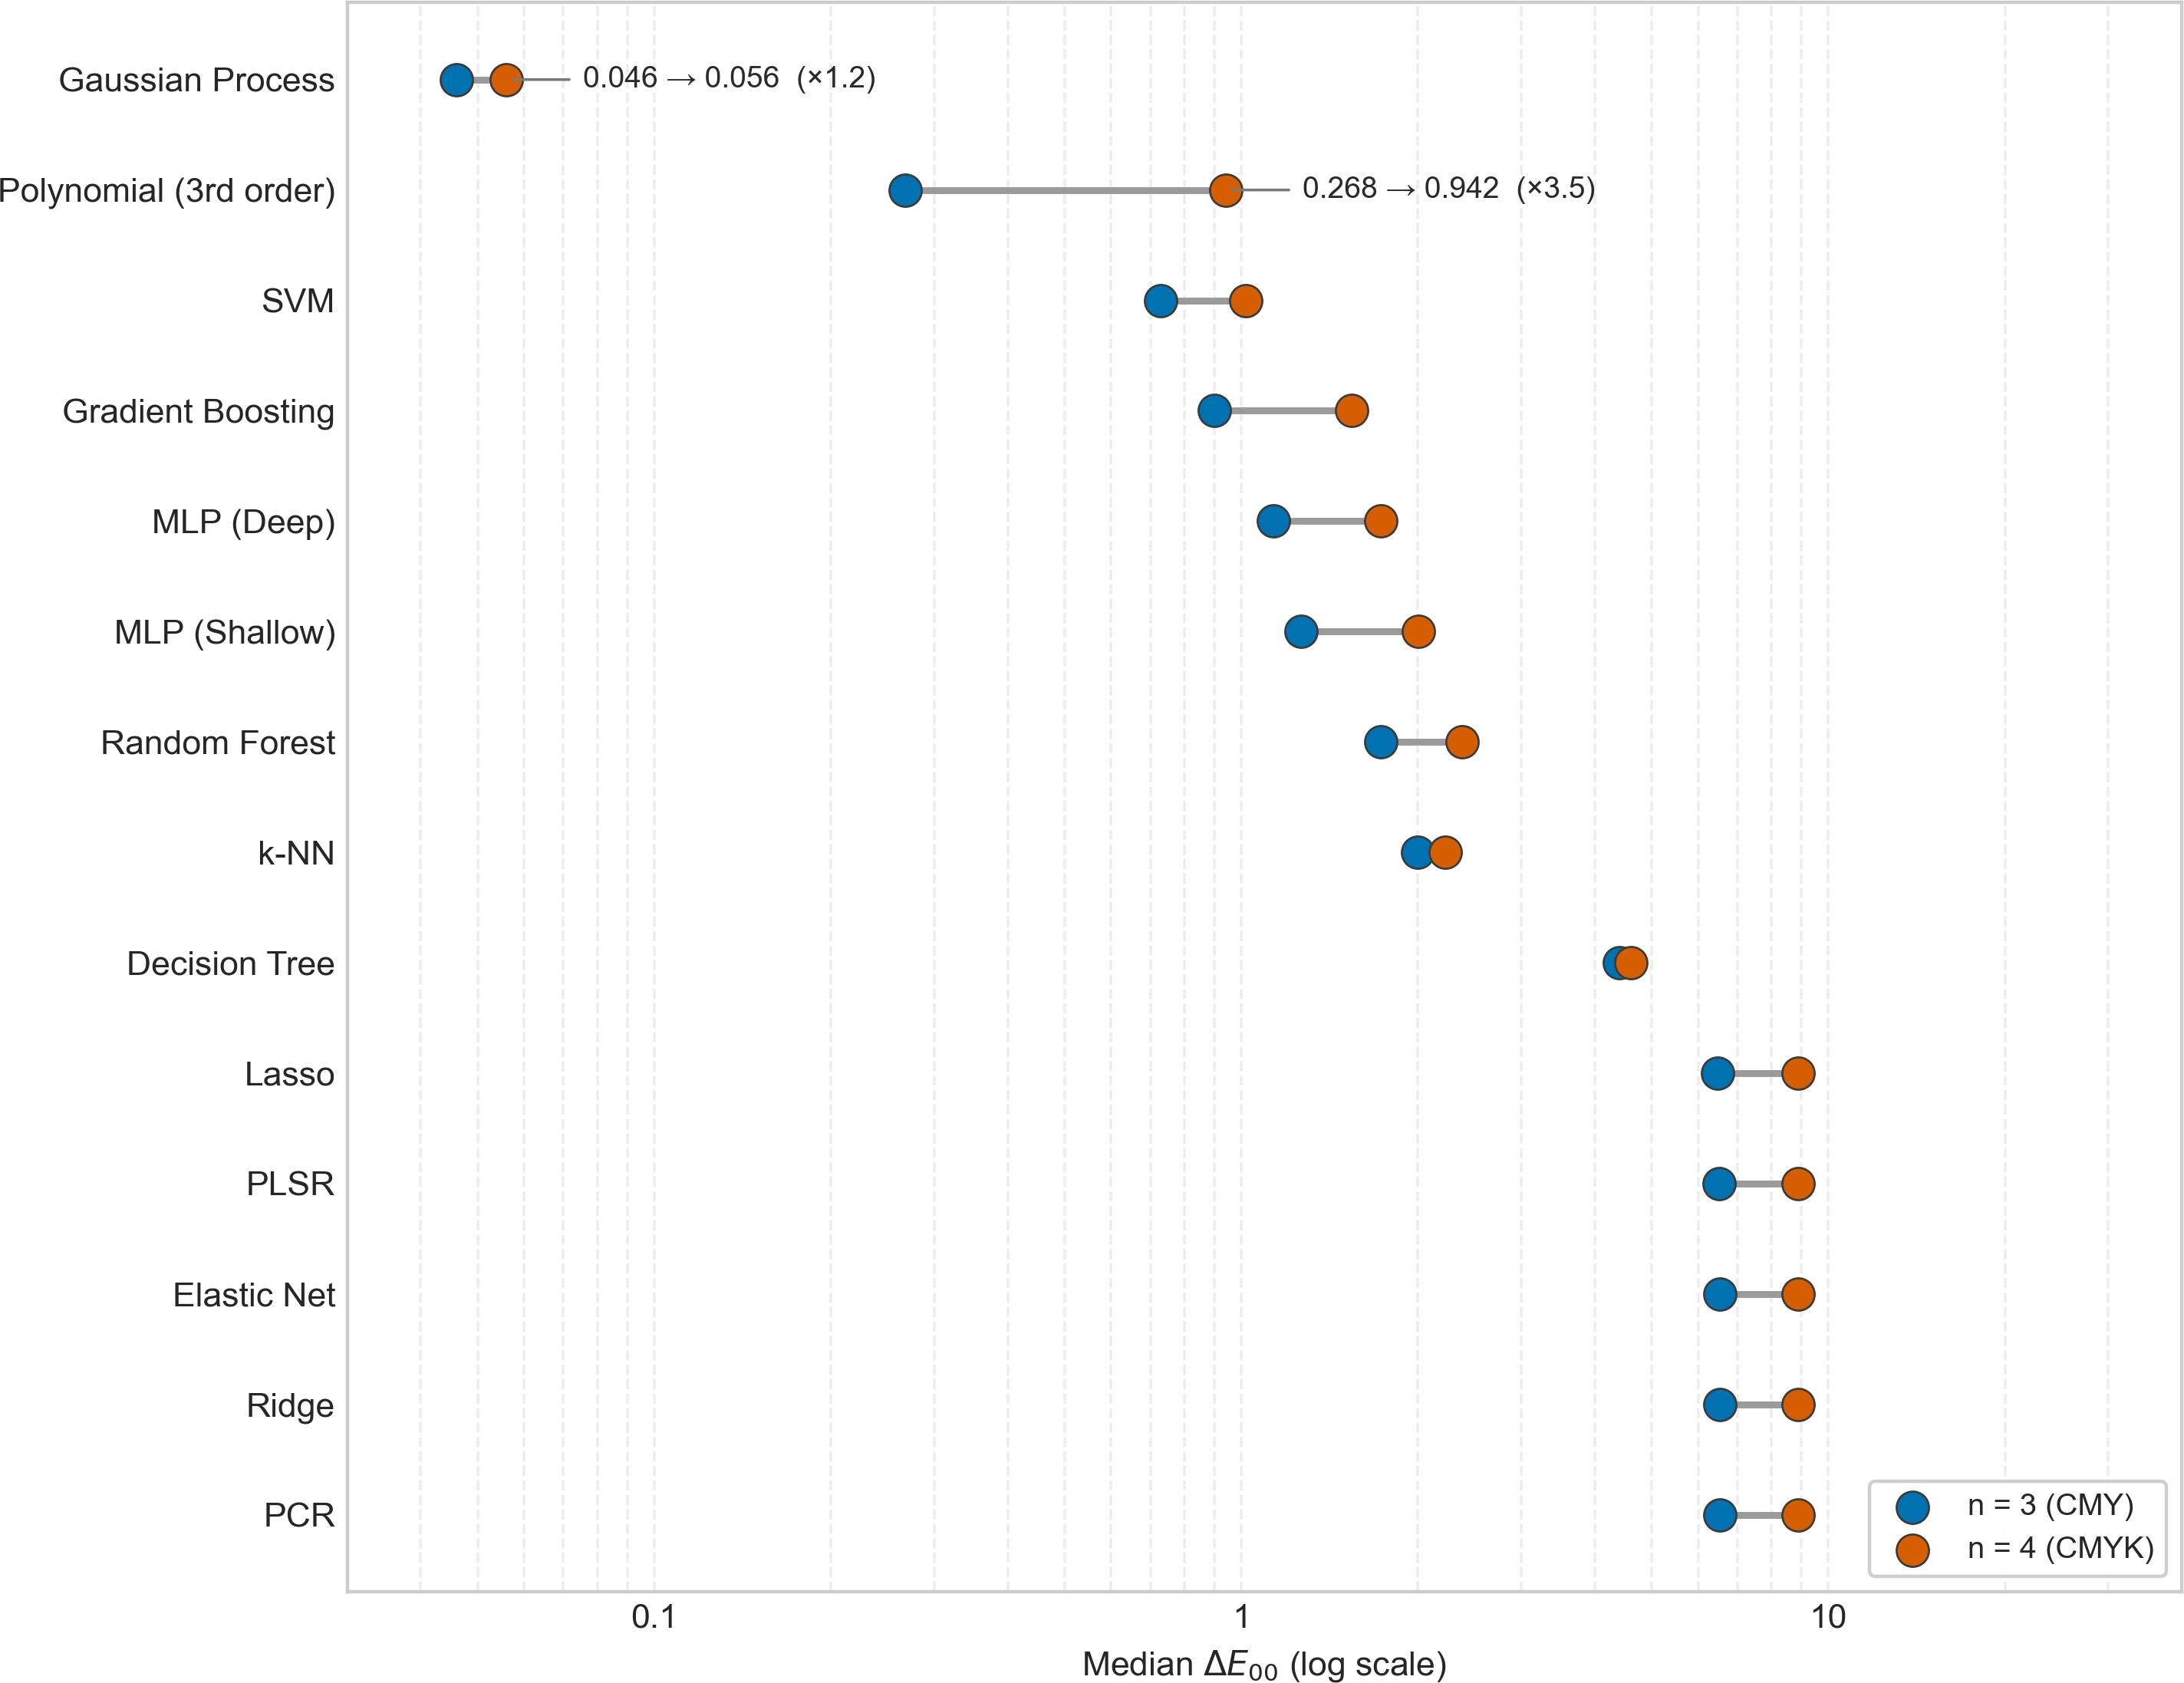 Gaussian Process
0.046 → 0.056 (×1.2)
Polynomial (3rd order)
0.268 → 0.942 (×3.5)
SVM
Gradient Boosting
MLP (Deep)
MLP (Shallow)
Random Forest
k-NN
Decision Tree
Lasso
PLSR
Elastic Net
Ridge
PCR
n = 3 (CMY)
n = 4 (CMYK)
0.1 1 10
Median ΔE₀₀ (log scale)